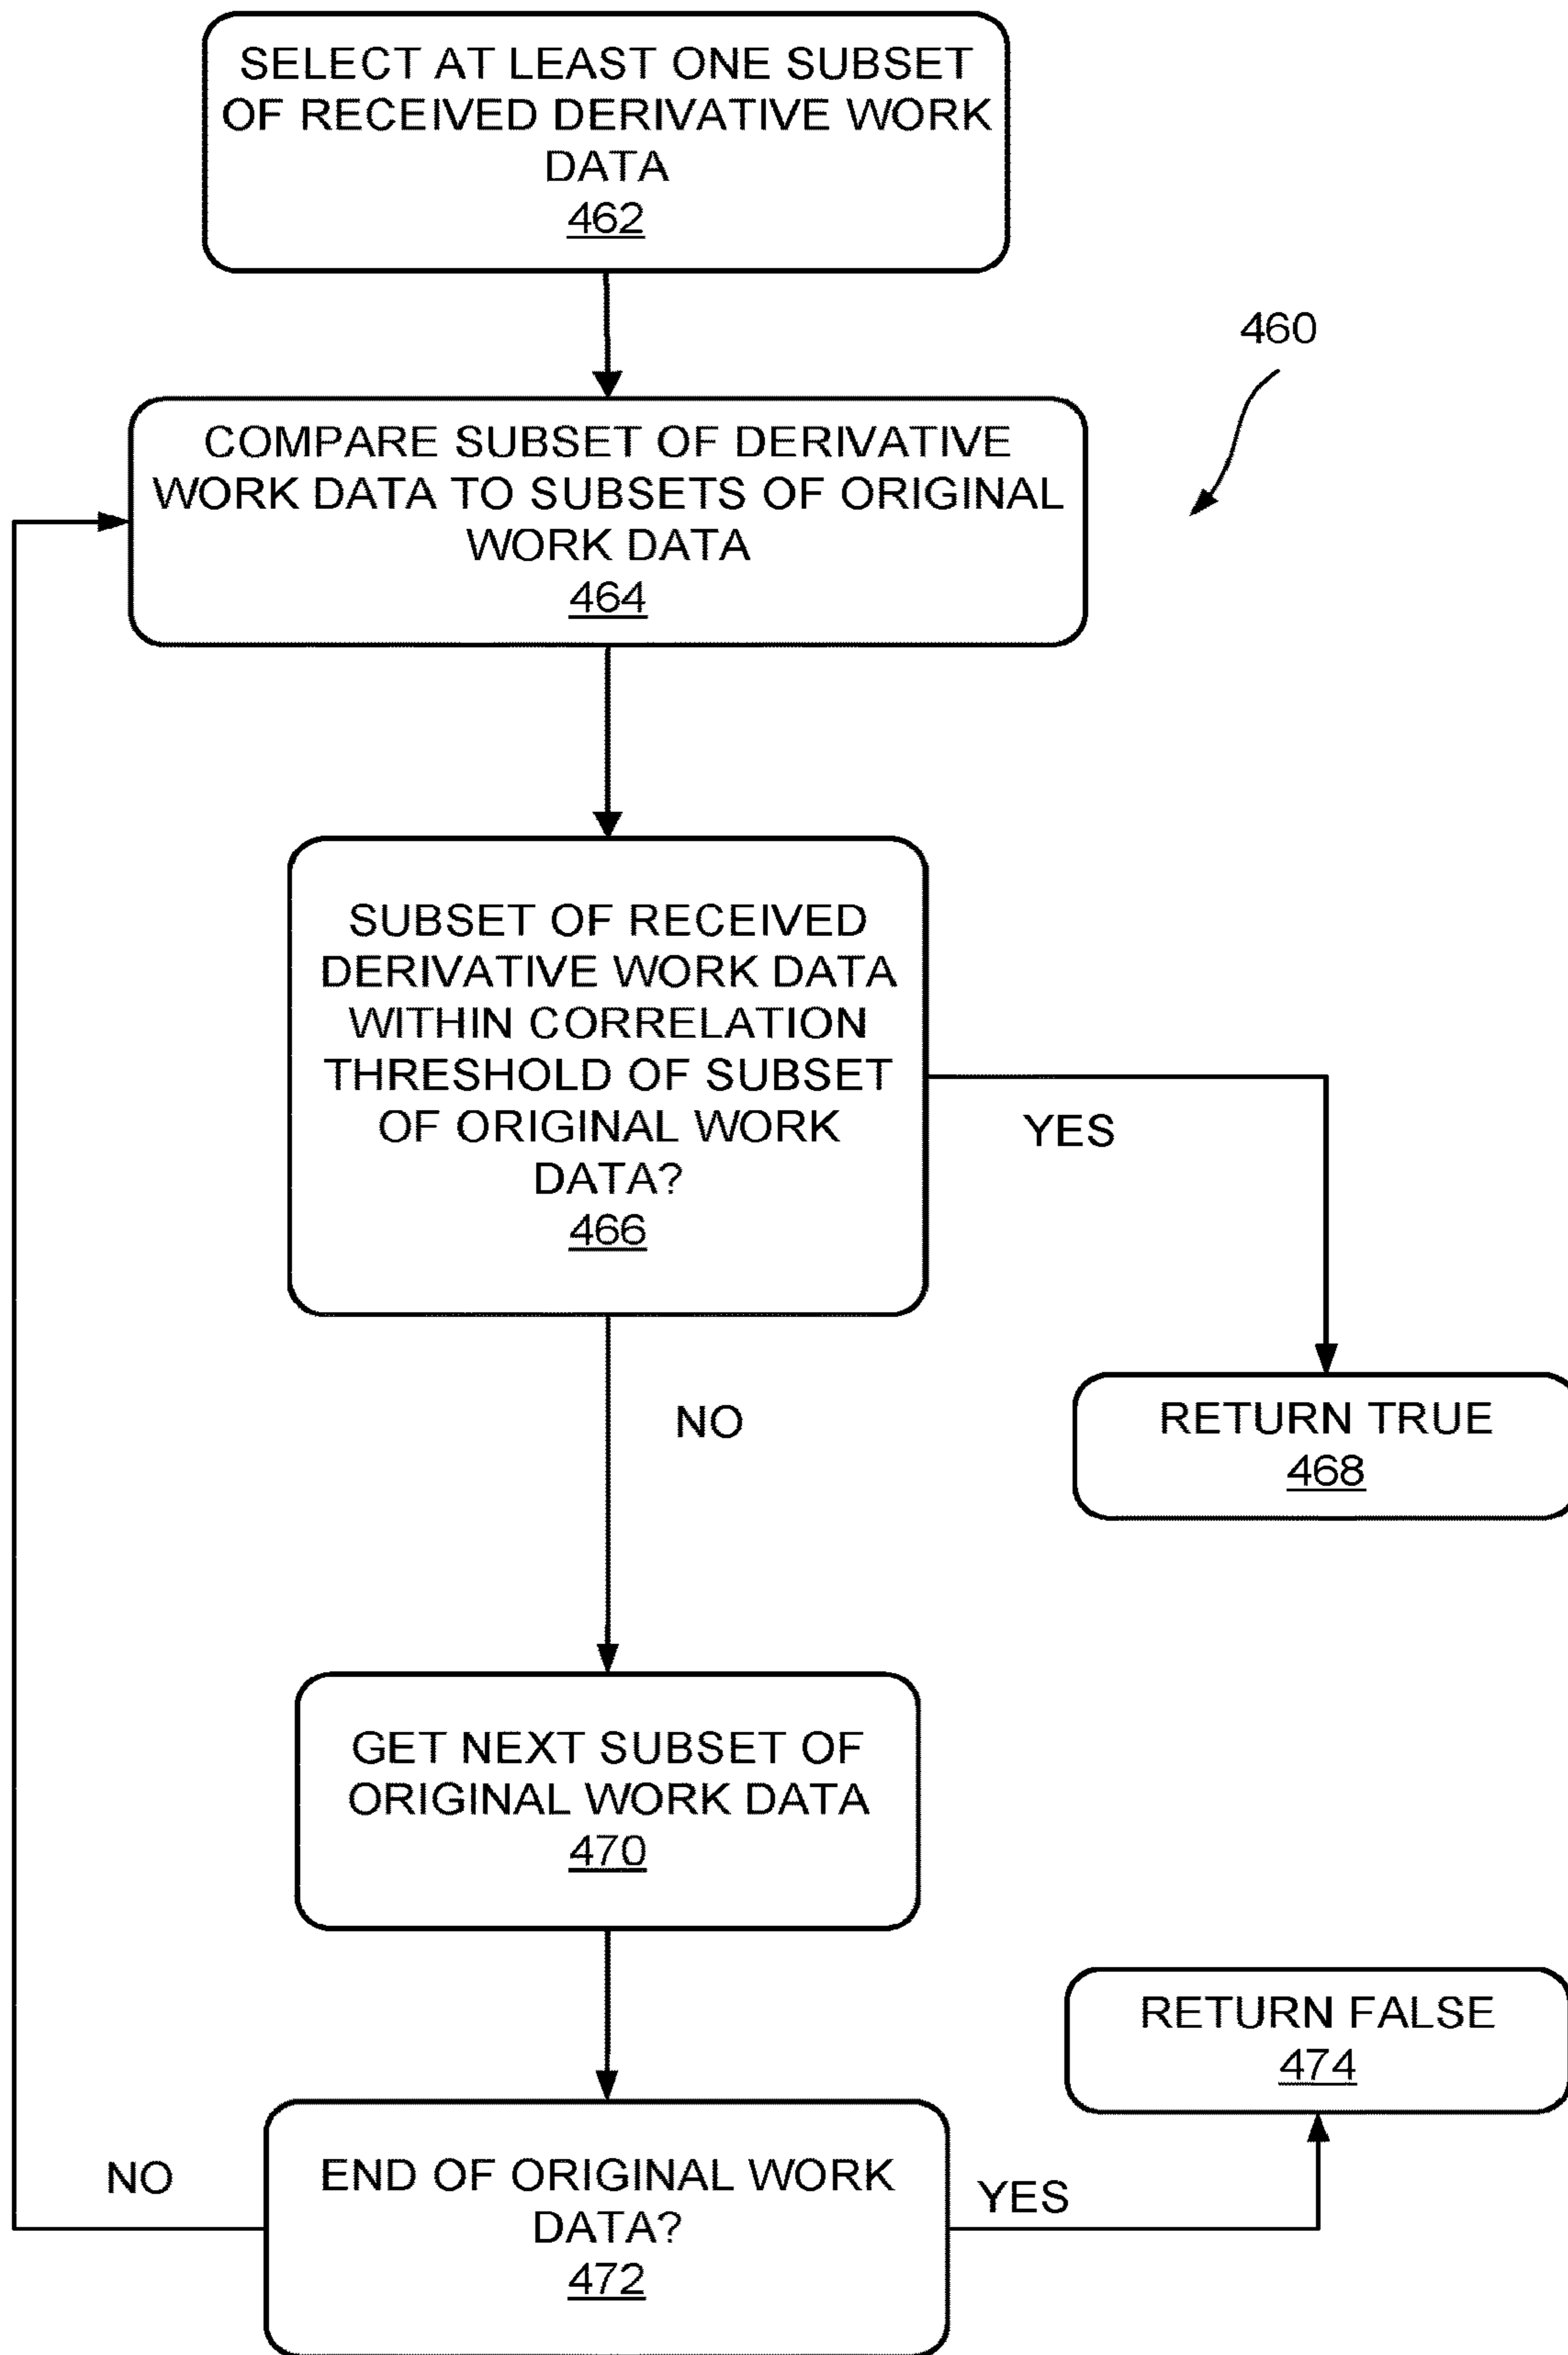 SELECT AT LEAST ONE SUBSET
OF RECEIVED DERIVATIVE WORK
DATA
462
460
COMPARE SUBSET OF DERIVATIVE
WORK DATA TO SUBSETS OF ORIGINAL
WORK DATA
464
SUBSET OF RECEIVED
DERIVATIVE WORK DATA
WITHIN CORRELATION
THRESHOLD OF SUBSET
OF ORIGINAL WORK
DATA?
466
YES
RETURN TRUE
468
NO
GET NEXT SUBSET OF
ORIGINAL WORK DATA
470
RETURN FALSE
474
NO
END OF ORIGINAL WORK
DATA?
472
YES